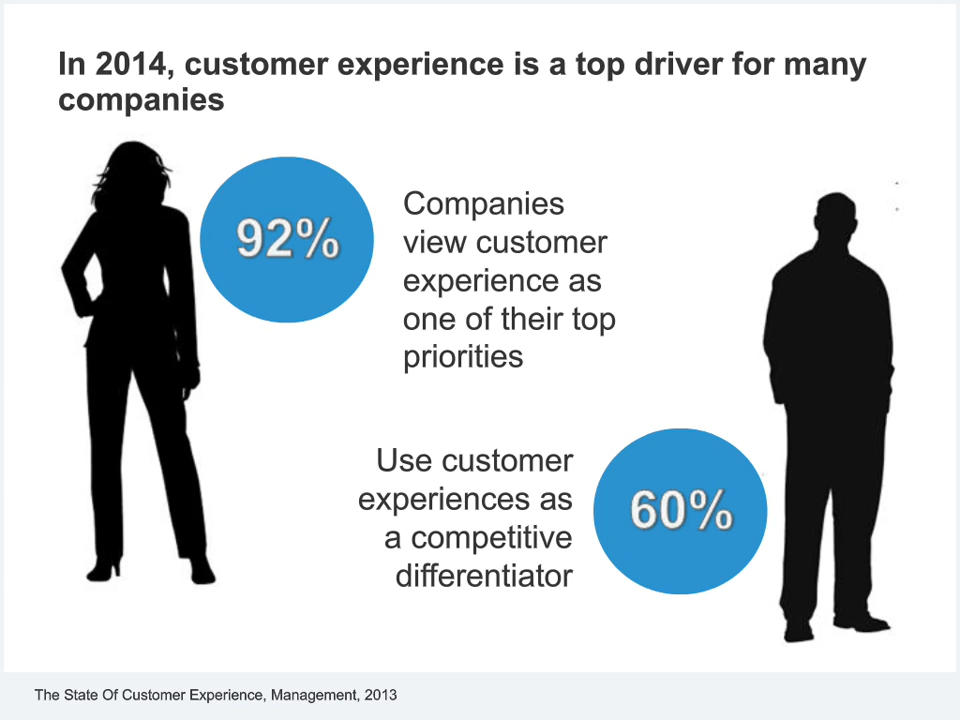 In 2014, customer experience is a top driver for many
companies
92%
Companies
view customer
experience as
one of their top
priorities
Use customer
experiences as
a competitive
differentiator
60%
The State Of Customer Experience, Management, 2013